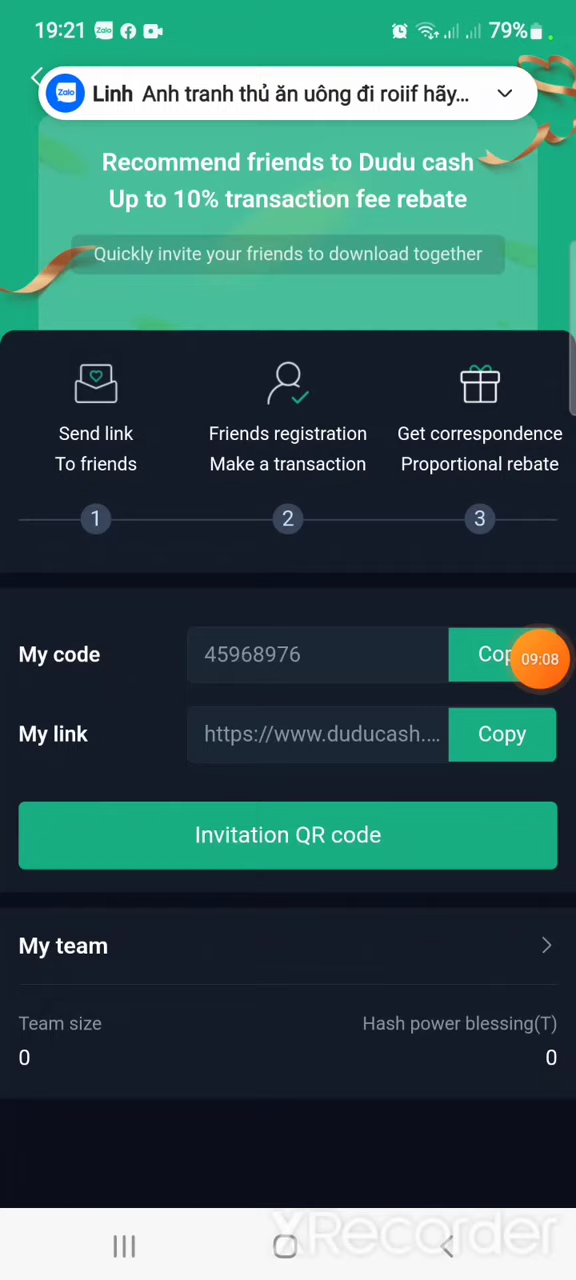 19:21
79%
Zalo
Linh Anh tranh thủ ăn uông đi roiif hãy...
Recommend friends to Dudu cash
Up to 10% transaction fee rebate
Quickly invite your friends to download together
Send link
To friends
Friends registration
Make a transaction
Get correspondence
Proportional rebate
1
2
3
My code
45968976
Cop
09:08
My link
https://www.duducash....
Copy
Invitation QR code
My team
Team size
Hash power blessing(T)
0
0
XRecorder